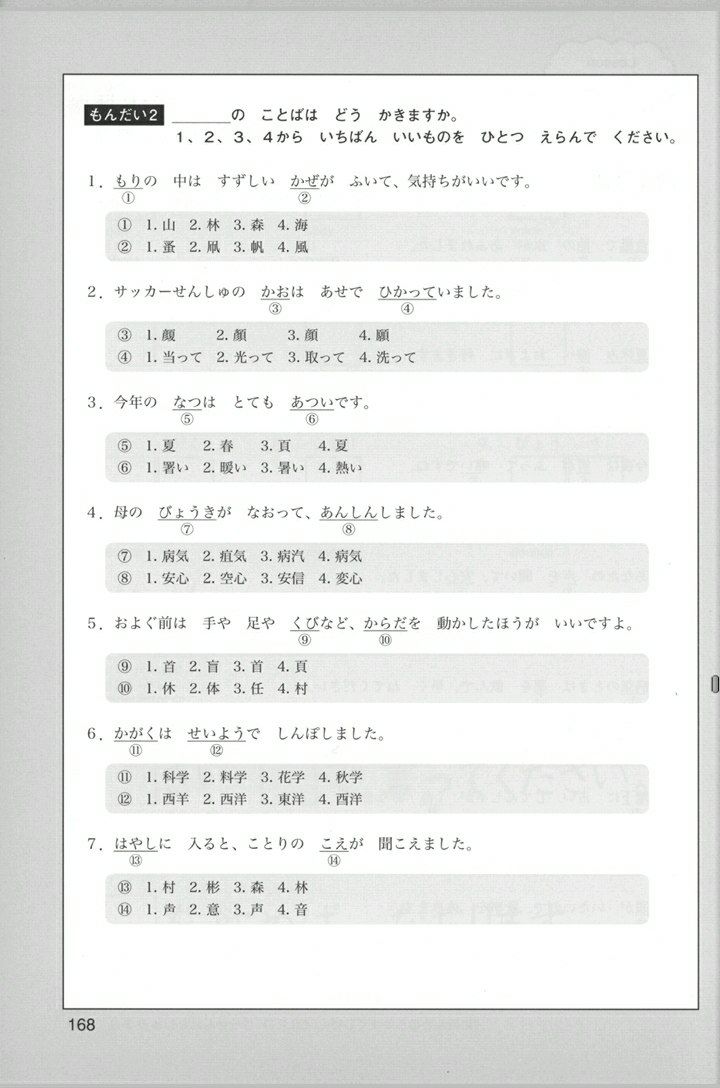 もんだい2 ______の ことばは どう かきますか。
1、2、3、4から いちばん いいものを ひとつ えらんで ください。
1．もりの 中は すずしい かぜが ふいて、気持ちがいいです。
① ②
① 1. 山 2. 林 3. 森 4. 海
② 1. 蚤 2. 凧 3. 帆 4. 風
2．サッカーせんしゅの かおは あせで ひかっていました。
③ ④
③ 2. 顔 3. 顔 4. 願
④ 1. 当って 2. 光って 3. 取って 4. 洗って
3．今年の なつは とても あついです。
⑤ ⑥
⑤ 1. 夏 2. 春 3. 頁 4. 夏
⑥ 1. 署い 2. 暖い 3. 暑い 4. 熱い
4．母の びょうきが なおって、あんしんしました。
⑦ ⑧
⑦ 1. 病気 2. 疽気 3. 病汽 4. 病気
⑧ 1. 安心 2. 空心 3. 安信 4. 変心
5．およぐ前は 手や 足や くびなど、からだを 動かしたほうが いいですよ。
⑨ ⑩
⑨ 1. 首 2. 盲 3. 首 4. 頁
⑩ 1. 休 2. 体 3. 任 4. 村
6．かがくは せいようで しんぽしました。
⑪ ⑫
⑪ 1. 科学 2. 料学 3. 花学 4. 秋学
⑫ 1. 西羊 2. 西洋 3. 東洋 4. 酉洋
7．はやしに 入ると、ことりの こえが 聞こえました。
⑬ ⑭
⑬ 1. 村 2. 彬 3. 森 4. 林
⑭ 1. 声 2. 意 3. 声 4. 音
168